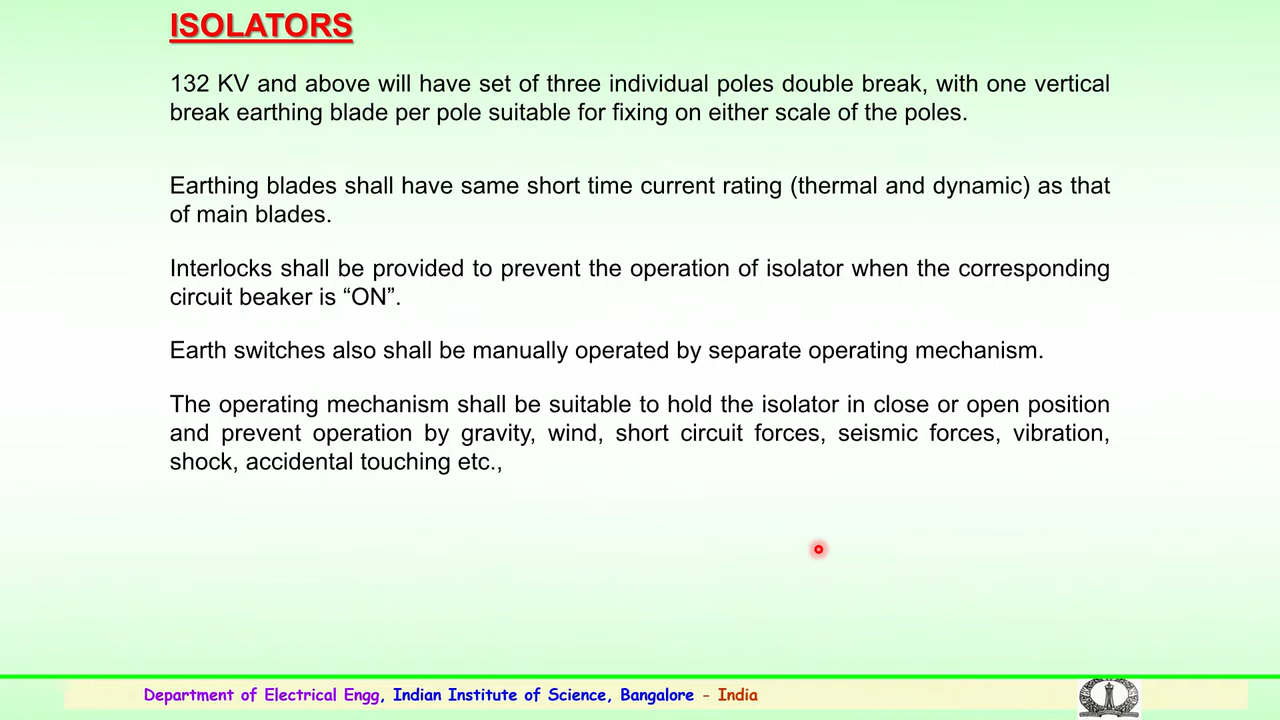 ISOLATORS
132 KV and above will have set of three individual poles double break, with one vertical
break earthing blade per pole suitable for fixing on either scale of the poles.
Earthing blades shall have same short time current rating (thermal and dynamic) as that
of main blades.
Interlocks shall be provided to prevent the operation of isolator when the corresponding
circuit beaker is “ON”.
Earth switches also shall be manually operated by separate operating mechanism.
The operating mechanism shall be suitable to hold the isolator in close or open position
and prevent operation by gravity, wind, short circuit forces, seismic forces, vibration,
shock, accidental touching etc.,
Department of Electrical Engg, Indian Institute of Science, Bangalore - India